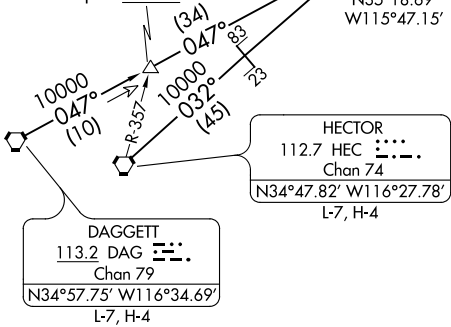 N35°18.69'
W115°47.15'
(34)
047°
83
23
10000
047°
(10)
10000
032°
(45)
R-357
HECTOR
112.7 HEC
Chan 74
N34°47.82' W116°27.78'
L-7, H-4
DAGGETT
113.2 DAG
Chan 79
N34°57.75' W116°34.69'
L-7, H-4